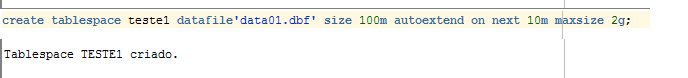 create tablespace teste1 datafile'data01.dbf' size 100m autoextend on next 10m maxsize 2g;
Tablespace TESTE1 criado.